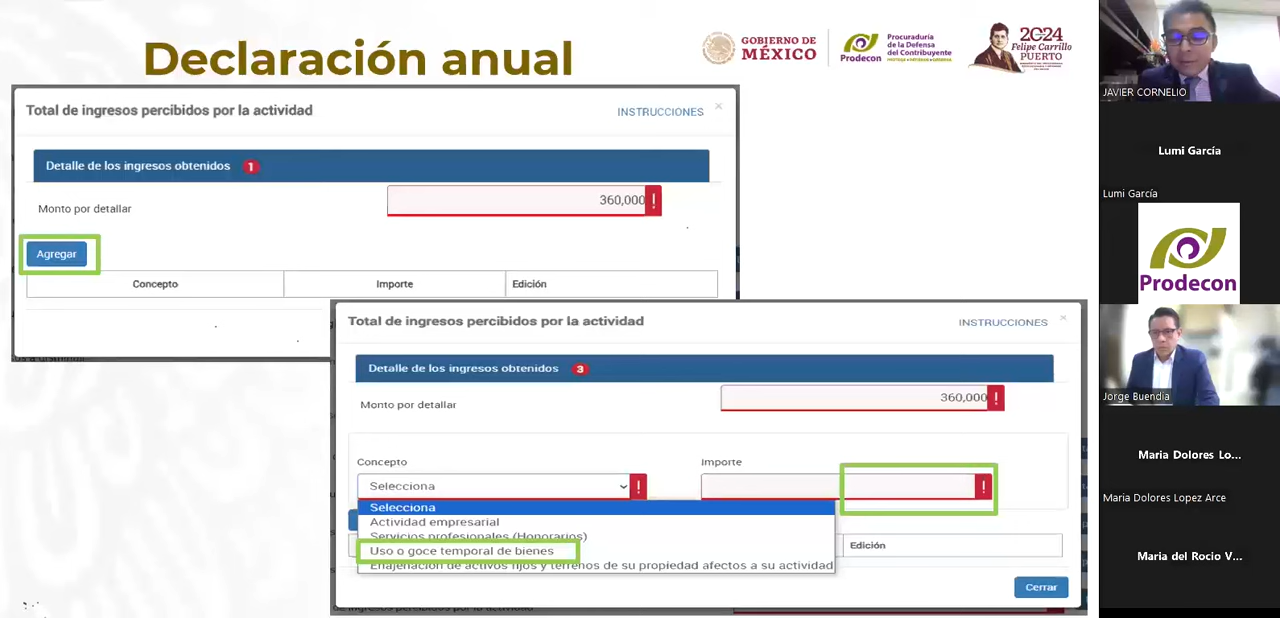 Declaración anual
GOBIERNO DE
MÉXICO
Prodecon
Procuraduría
de la Defensa
del Contribuyente
2024
Felipe Carrillo
PUERTO
Total de ingresos percibidos por la actividad
INSTRUCCIONES ×
Detalle de los ingresos obtenidos 1
Monto por detallar
360,000 !
Agregar
Concepto Importe Edición
Total de ingresos percibidos por la actividad
INSTRUCCIONES ×
Detalle de los ingresos obtenidos 3
Monto por detallar
360,000 !
Concepto
Importe
Selecciona !
!
Selecciona
Actividad empresarial
Servicios profesionales (Honorarios)
Uso o goce temporal de bienes
Enajenación de activos fijos y terrenos de su propiedad afectos a su actividad
Edición
Cerrar
JAVIER CORNELIO
Lumi García
Lumi García
Prodecon
Jorge Buendia
Maria Dolores Lo...
Maria Dolores Lopez Arce
Maria del Rocio V...